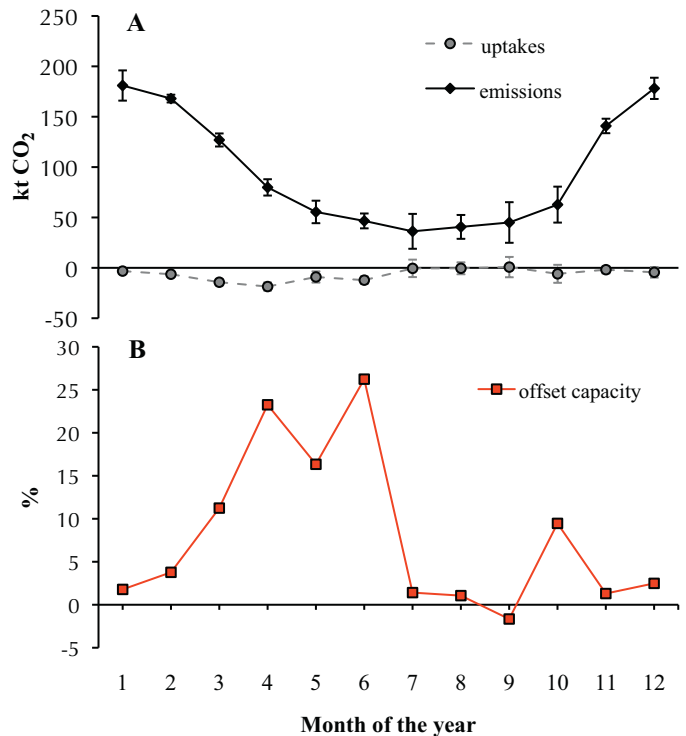 A
250
200
150
100
50
0
-50
kt CO₂
uptakes
emissions
B
30
25
20
15
10
5
0
-5
%
offset capacity
1 2 3 4 5 6 7 8 9 10 11 12
Month of the year